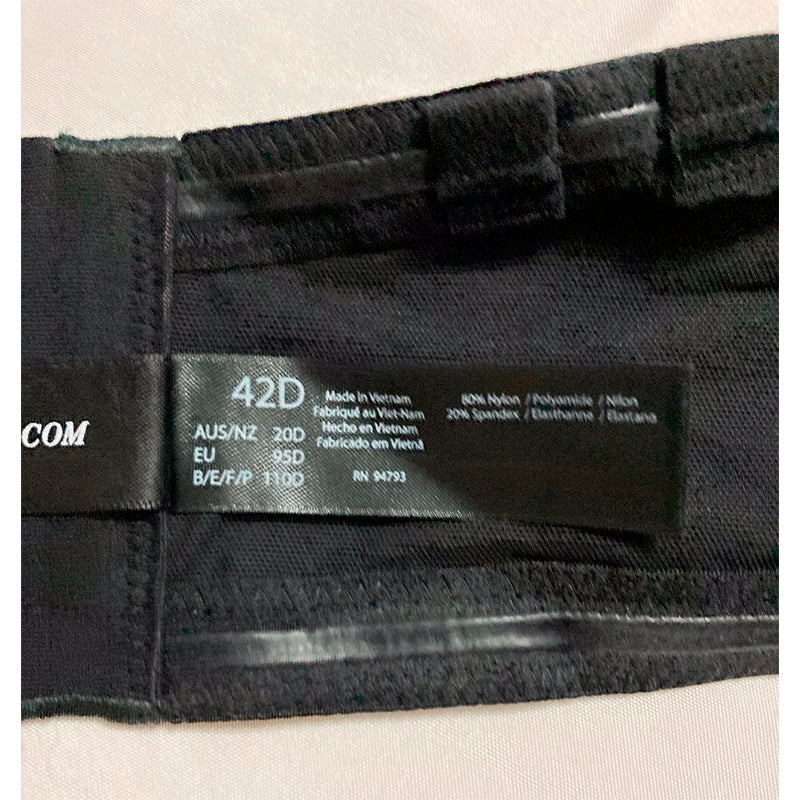 COM
42D
AUS/NZ 20D
EU 95D
B/E/F/P 110D
Made in Vietnam
Fabriqué au Viet-Nam
Hecho en Vietnam
Fabricado em Vietnã
RN 94793
80% Nylon / Polyamide / Nilon
20% Spandex / Elasthanne / Elastano